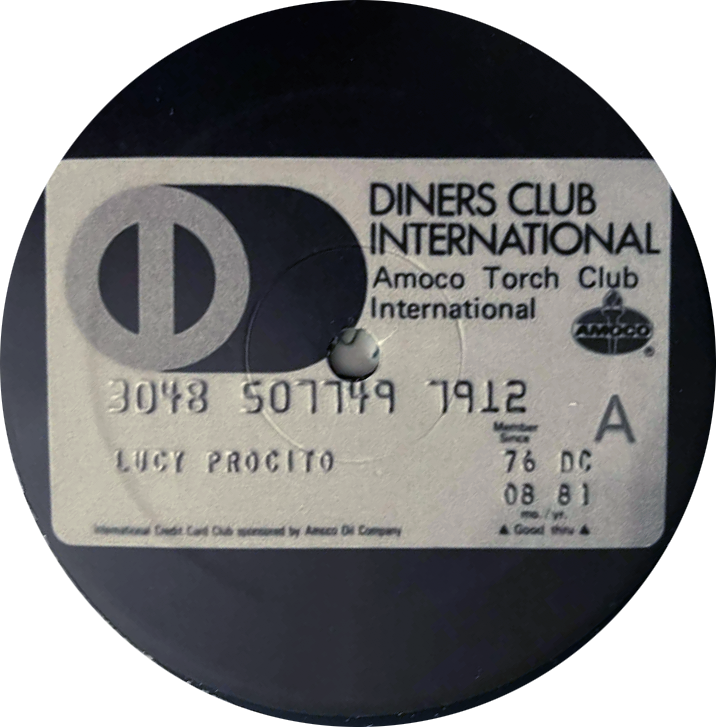 DINERS CLUB
INTERNATIONAL
Amoco Torch Club
International
AMOCO
®
3048 507749 7912
A
Member
Since
LUCY PROCITO
76 DC
08 81
mo. / yr.
International Credit Card Club sponsored by Amoco Oil Company
▲ Good thru ▲